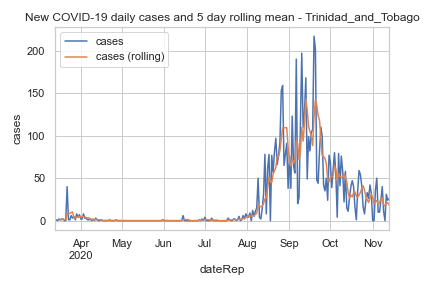 New COVID-19 daily cases and 5 day rolling mean - Trinidad_and_Tobago
cases
cases (rolling)
200
150
100
50
0
cases
Apr
2020
May
Jun
Jul
Aug
Sep
Oct
Nov
dateRep